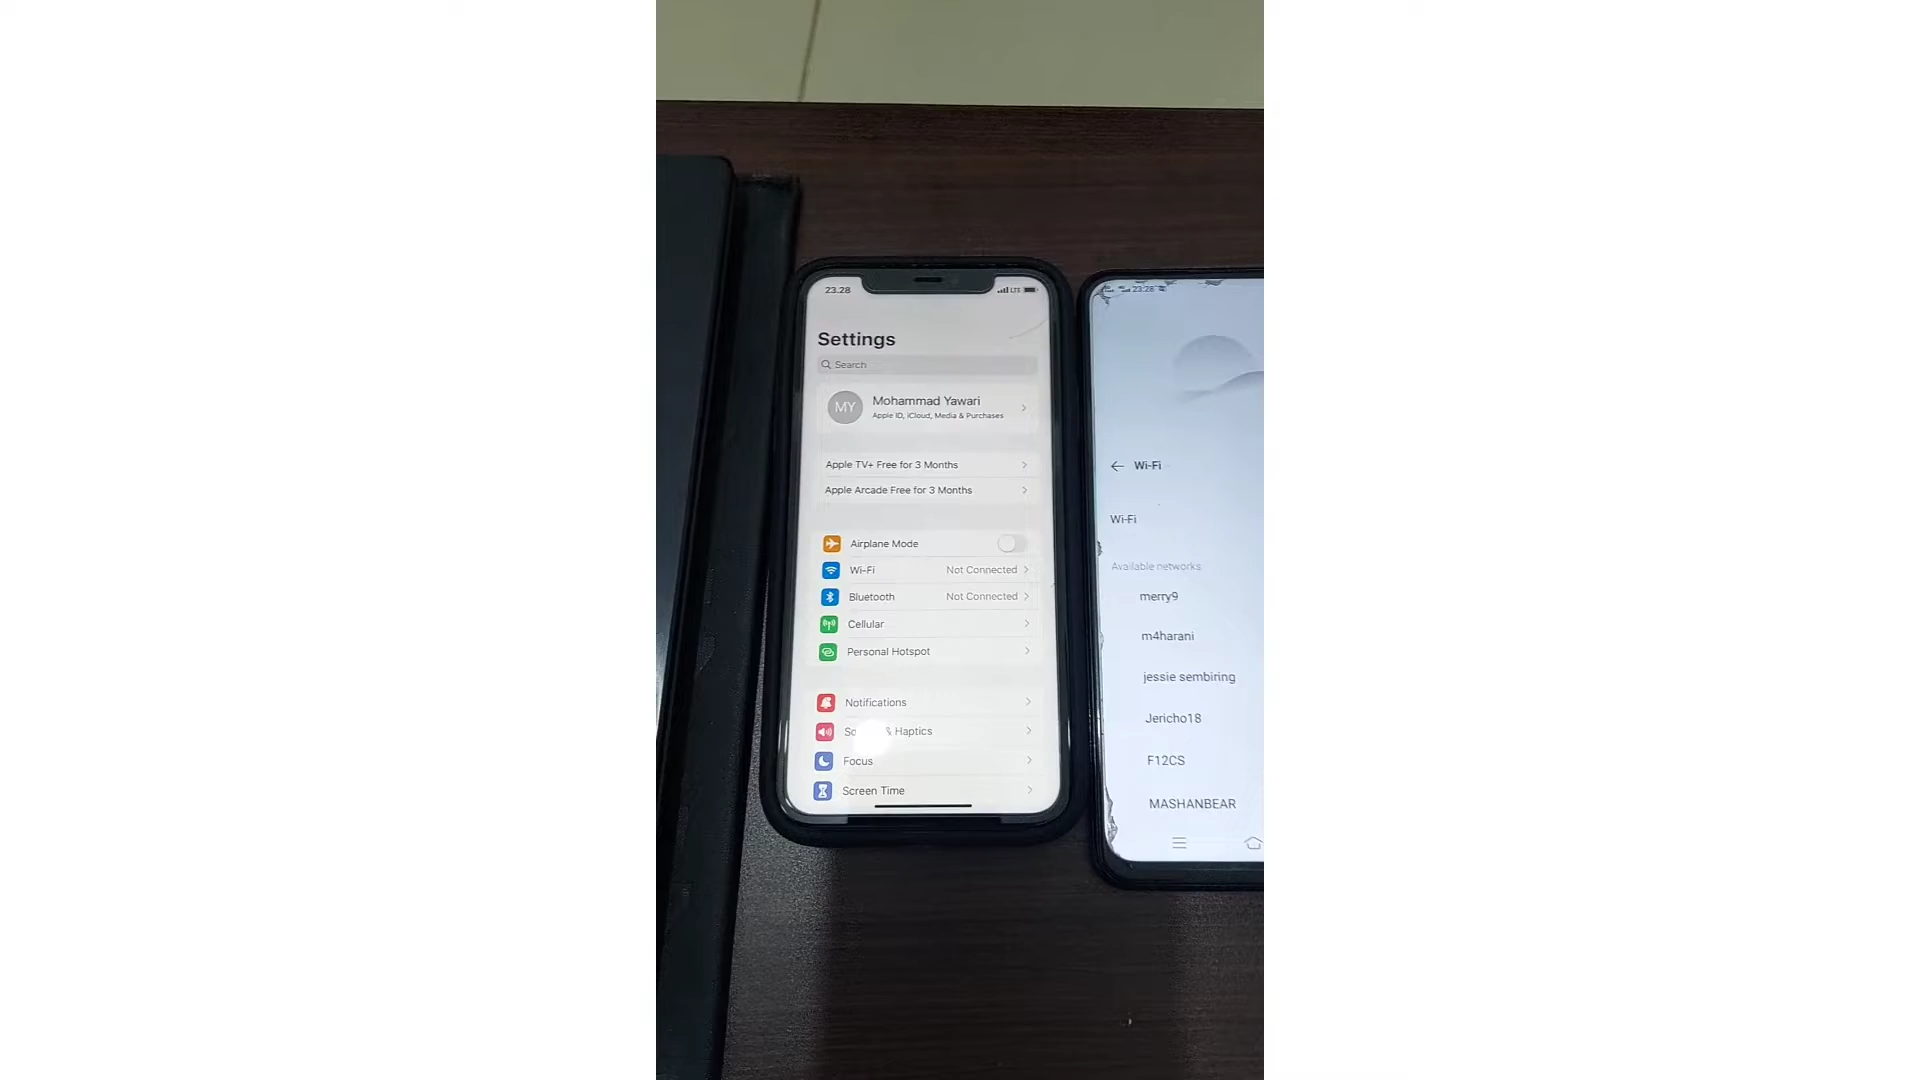 23.28
LTE
Settings
Search
MY
Mohammad Yawari
Apple ID, iCloud, Media & Purchases
Apple TV+ Free for 3 Months
Apple Arcade Free for 3 Months
Airplane Mode
Wi-Fi
Not Connected
Bluetooth
Not Connected
Cellular
Personal Hotspot
Notifications
& Haptics
Focus
Screen Time
23:28
Wi-Fi
Wi-Fi
Available networks
merry9
m4harani
jessie sembiring
Jericho18
F12CS
MASHANBEAR